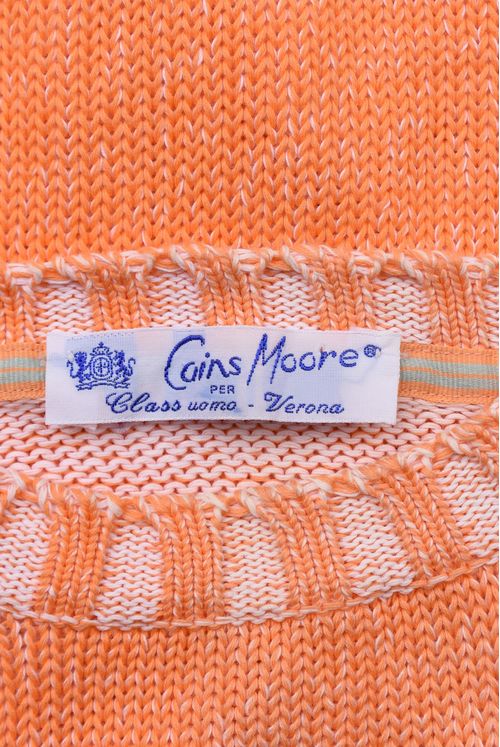 Cains Moore®
PER
Class uomo - Verona